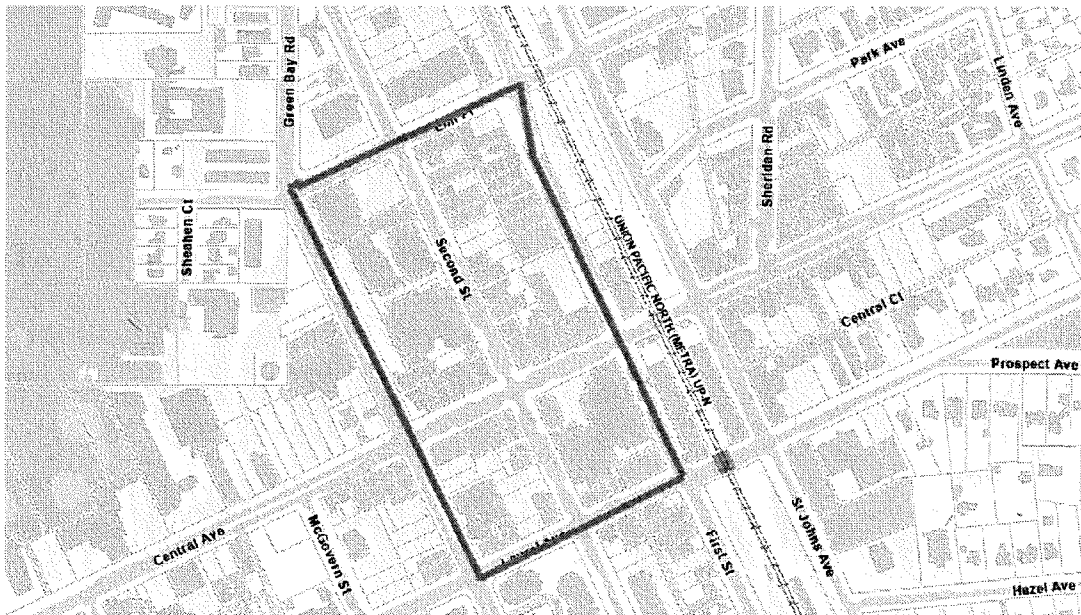 Green Bay Rd
Park Ave
Linden Ave
Sheridan Rd
Sheahen Ct
Second St
UNION PACIFIC NORTH (METRA) UP-N
Central Ct
Prospect Ave
Central Ave
McGovern St
First St
St Johns Ave
Hazel Ave